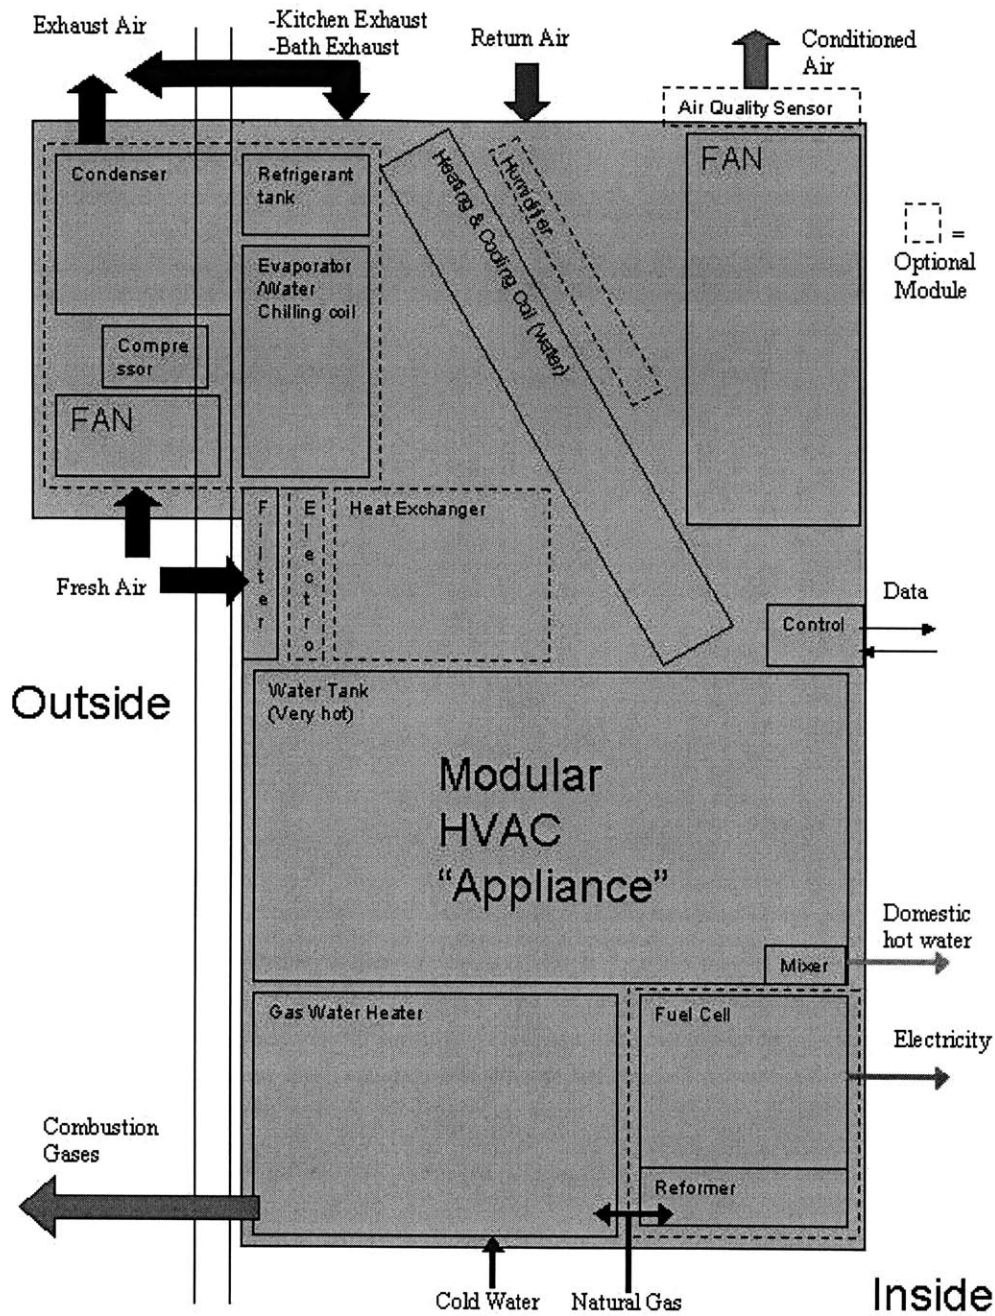 Exhaust Air
-Kitchen Exhaust
-Bath Exhaust
Return Air
Conditioned
Air
Air Quality Sensor
Condenser
Refrigerant
tank
Evaporator
/Water
Chilling coil
Compre
ssor
FAN
Heating & Cooling Coil (water)
Humidifer
FAN
=
Optional
Module
Fresh Air
Filter
Electro
Heat Exchanger
Control
Data
Outside
Water Tank
(Very hot)
Modular
HVAC
“Appliance”
Mixer
Domestic
hot water
Gas Water Heater
Fuel Cell
Electricity
Reformer
Combustion
Gases
Cold Water
Natural Gas
Inside